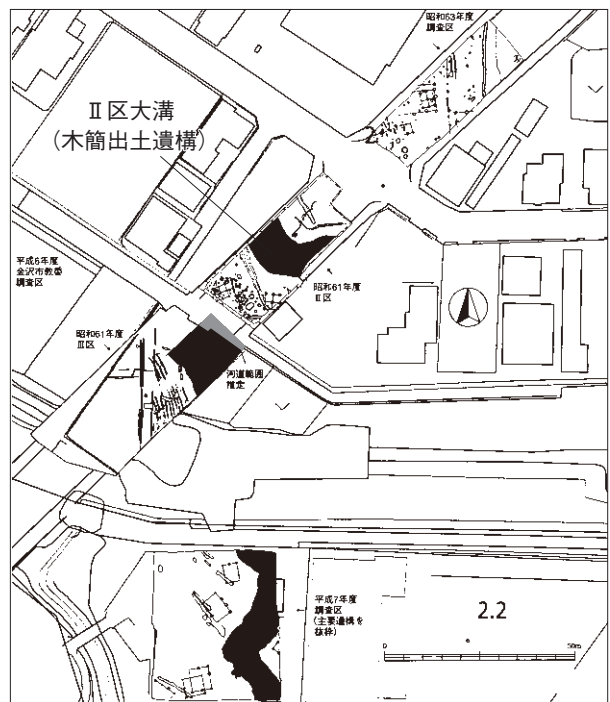 昭和63年度
調査区
Ⅱ区大溝
(木簡出土遺構)
平成6年度
金沢市教委
調査区
昭和61年度
Ⅱ区
昭和61年度
Ⅲ区
河道範囲
推定
平成7年度
調査区
(主要遺構を
抜粋)
2.2
0
50m